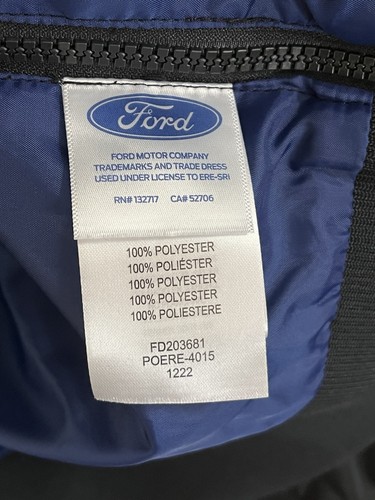 Ford
FORD MOTOR COMPANY
TRADEMARKS AND TRADE DRESS
USED UNDER LICENSE TO ERE-SRI
RN# 132717 CA# 52706
100% POLYESTER
100% POLIÉSTER
100% POLYESTER
100% POLYESTER
100% POLIESTERE
FD203681
POERE-4015
1222